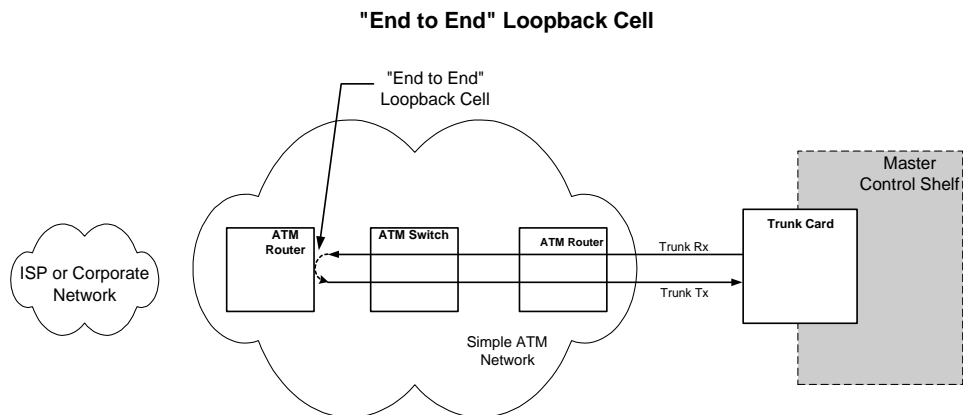 "End to End" Loopback Cell
"End to End"
Loopback Cell
Master
Control Shelf
ATM
Router
ATM Switch
ATM Router
Trunk Rx
Trunk Card
ISP or Corporate
Network
Trunk Tx
Simple ATM
Network